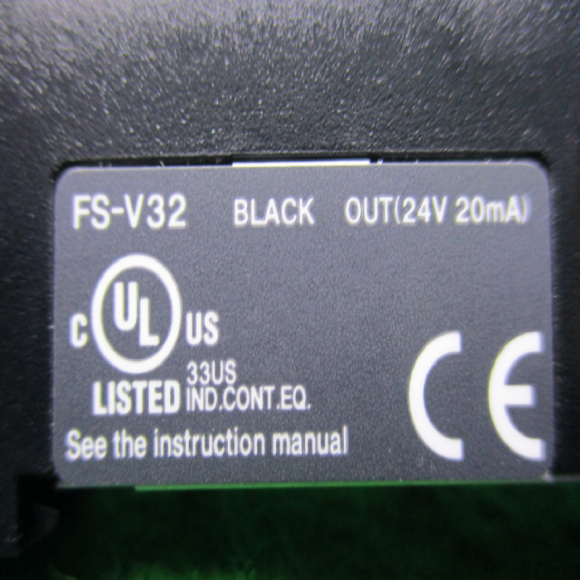 FS-V32 BLACK OUT(24V 20mA)
C UL US
LISTED 33US
IND.CONT.EQ.
CE
See the instruction manual